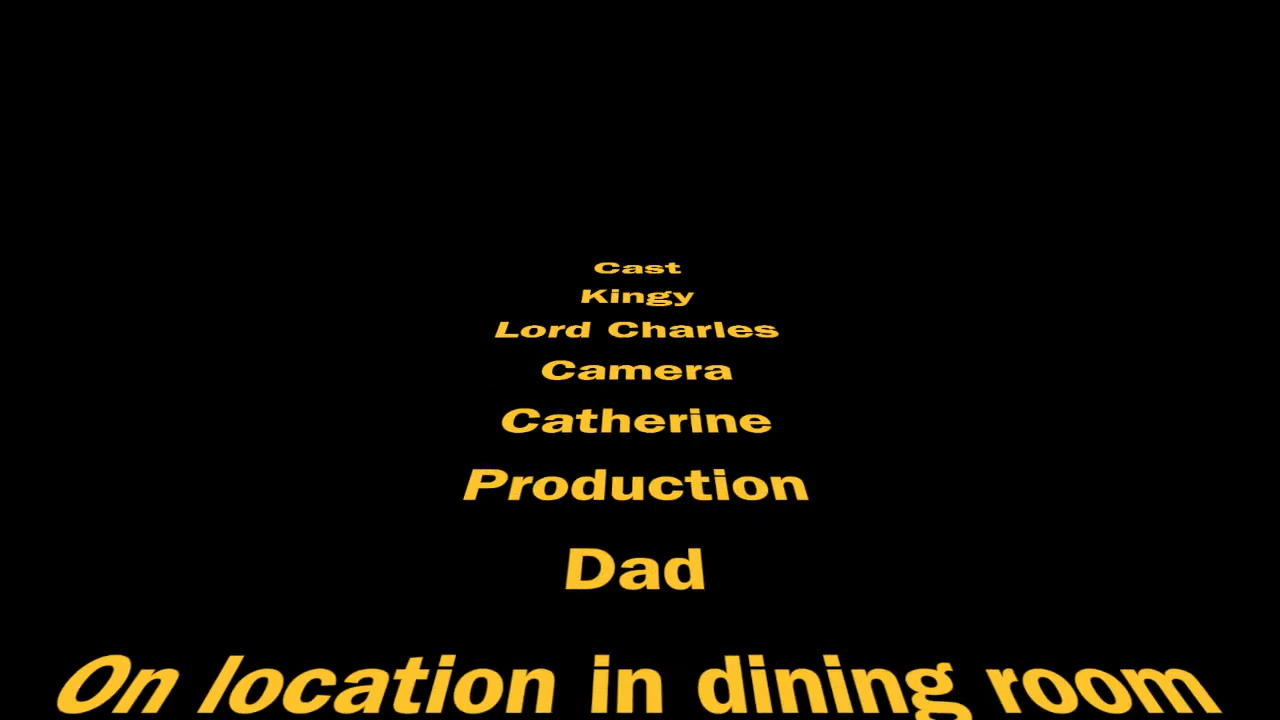 Cast
Kingy
Lord Charles
Camera
Catherine
Production
Dad
On location in dining room